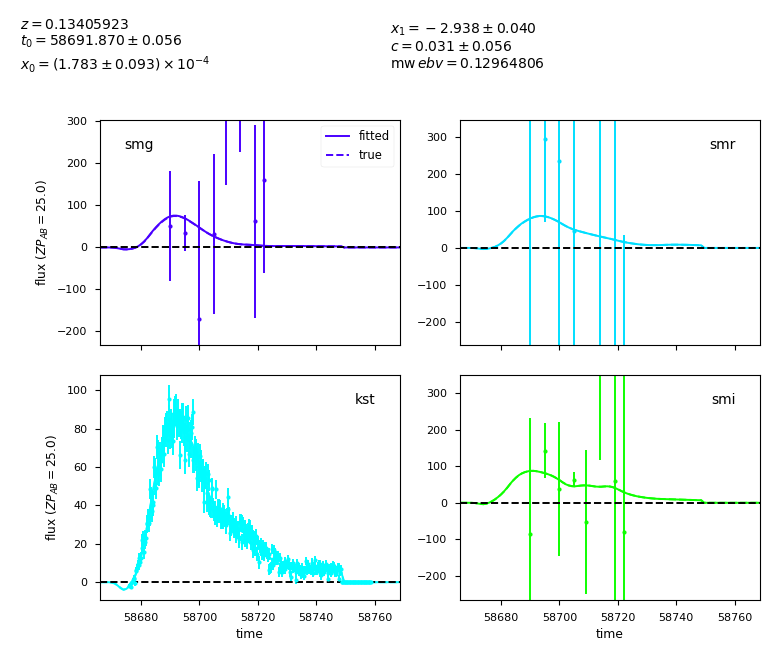 z = 0.13405923
t₀ = 58691.870 ± 0.056
x₀ = (1.783 ± 0.093) × 10⁻⁴
x₁ = −2.938 ± 0.040
c = 0.031 ± 0.056
mw ebv = 0.12964806
smg
fitted
true
300
200
100
0
−100
−200
flux (ZP_AB = 25.0)
smr
300
200
100
0
−100
−200
kst
100
80
60
40
20
0
flux (ZP_AB = 25.0)
58680 58700 58720 58740 58760
time
smi
300
200
100
0
−100
−200
58680 58700 58720 58740 58760
time